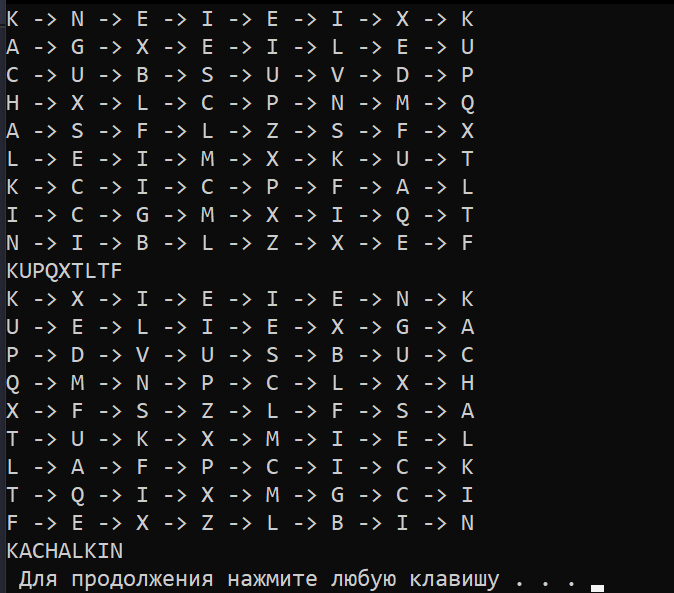 K -> N -> E -> I -> E -> I -> X -> K
A -> G -> X -> E -> I -> L -> E -> U
C -> U -> B -> S -> U -> V -> D -> P
H -> X -> L -> C -> P -> N -> M -> Q
A -> S -> F -> L -> Z -> S -> F -> X
L -> E -> I -> M -> X -> K -> U -> T
K -> C -> I -> C -> P -> F -> A -> L
I -> C -> G -> M -> X -> I -> Q -> T
N -> I -> B -> L -> Z -> X -> E -> F
KUPQXTLTF
K -> X -> I -> E -> I -> E -> N -> K
U -> E -> L -> I -> E -> X -> G -> A
P -> D -> V -> U -> S -> B -> U -> C
Q -> M -> N -> P -> C -> L -> X -> H
X -> F -> S -> Z -> L -> F -> S -> A
T -> U -> K -> X -> M -> I -> E -> L
L -> A -> F -> P -> C -> I -> C -> K
T -> Q -> I -> X -> M -> G -> C -> I
F -> E -> X -> Z -> L -> B -> I -> N
KACHALKIN
Для продолжения нажмите любую клавишу . . .